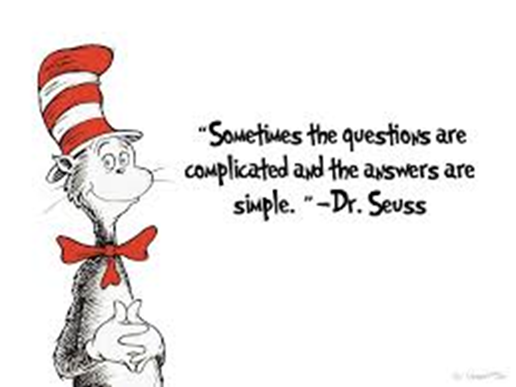 "Sometimes the questions are
complicated and the answers are
simple. " -Dr. Seuss